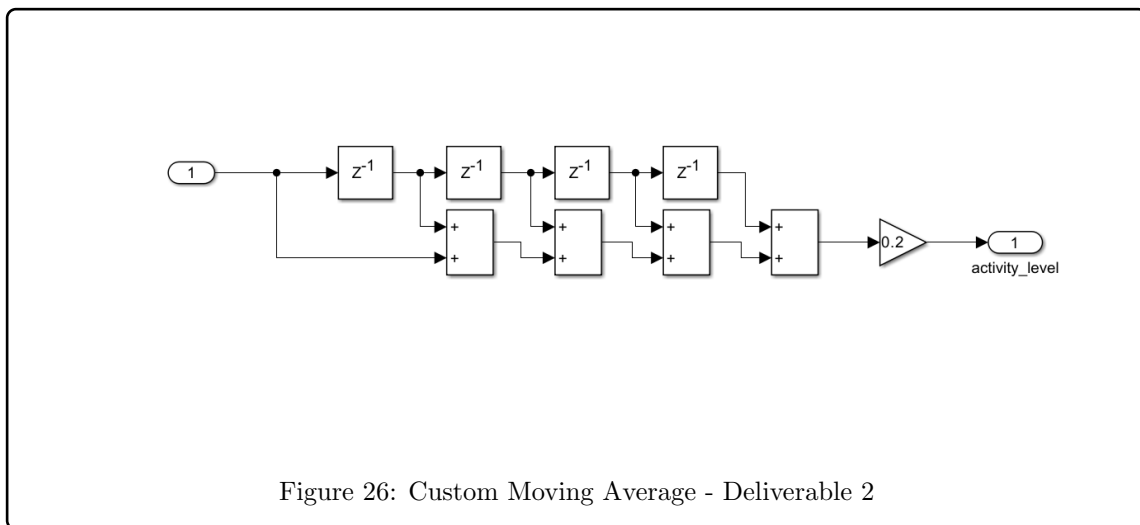 1
z-1 z-1 z-1 z-1
+ + + +
+ + + +
0.2
1
activity_level
Figure 26: Custom Moving Average - Deliverable 2